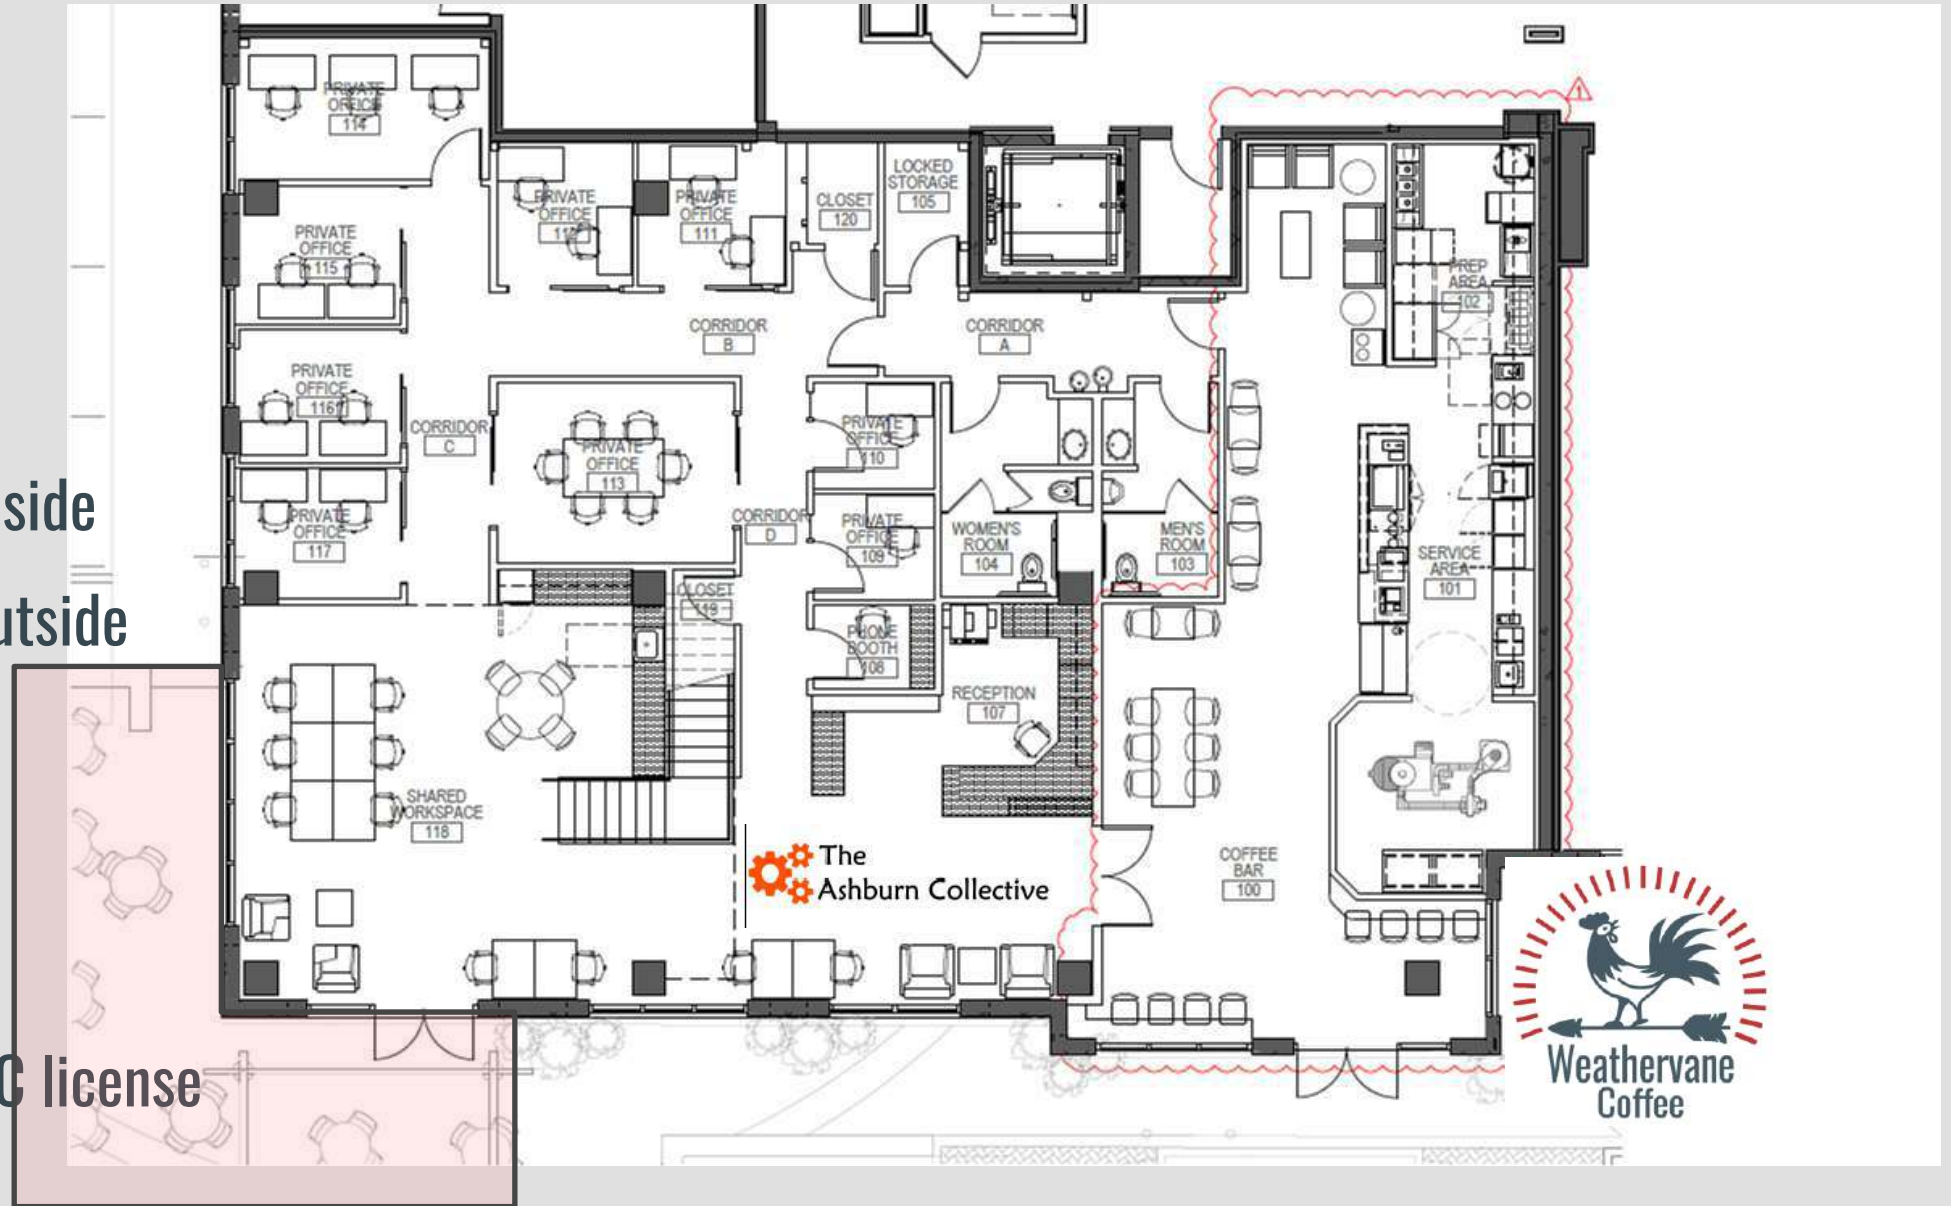 PRIVATE
OFFICE
114
PRIVATE
OFFICE
115
PRIVATE
OFFICE
116
PRIVATE
OFFICE
117
PRIVATE
OFFICE
PRIVATE
OFFICE
111
CLOSET
120
LOCKED
STORAGE
105
CORRIDOR
B
CORRIDOR
A
CORRIDOR
C
PRIVATE
OFFICE
113
CORRIDOR
D
PRIVATE
OFFICE
110
PRIVATE
OFFICE
109
PHONE
BOOTH
108
CLOSET
119
WOMEN'S
ROOM
104
MEN'S
ROOM
103
RECEPTION
107
SHARED
WORKSPACE
118
The
Ashburn Collective
COFFEE
BAR
100
PREP
AREA
102
SERVICE
AREA
101
1
side
utside
C license
Weathervane
Coffee